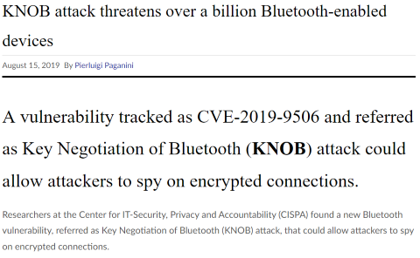 KNOB attack threatens over a billion Bluetooth-enabled
devices
August 15, 2019 By Pierluigi Paganini
A vulnerability tracked as CVE-2019-9506 and referred
as Key Negotiation of Bluetooth (KNOB) attack could
allow attackers to spy on encrypted connections.
Researchers at the Center for IT-Security, Privacy and Accountability (CISPA) found a new Bluetooth
vulnerability, referred as Key Negotiation of Bluetooth (KNOB) attack, that could allow attackers to spy
on encrypted connections.